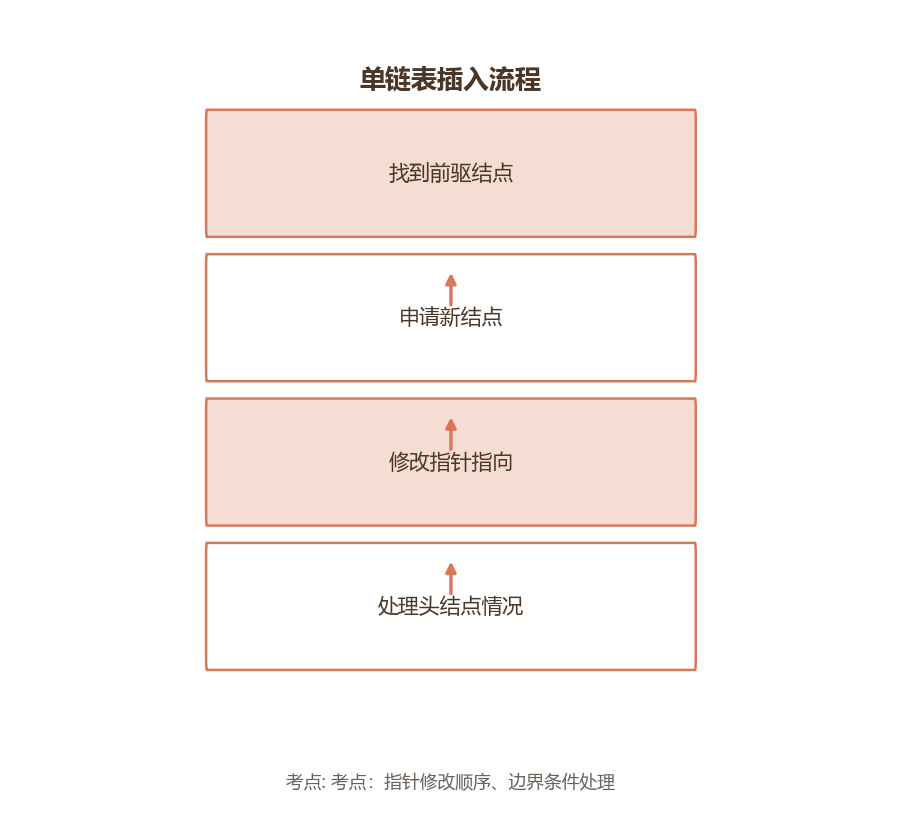 单链表插入流程
找到前驱结点
申请新结点
修改指针指向
处理头结点情况
考点: 考点：指针修改顺序、边界条件处理